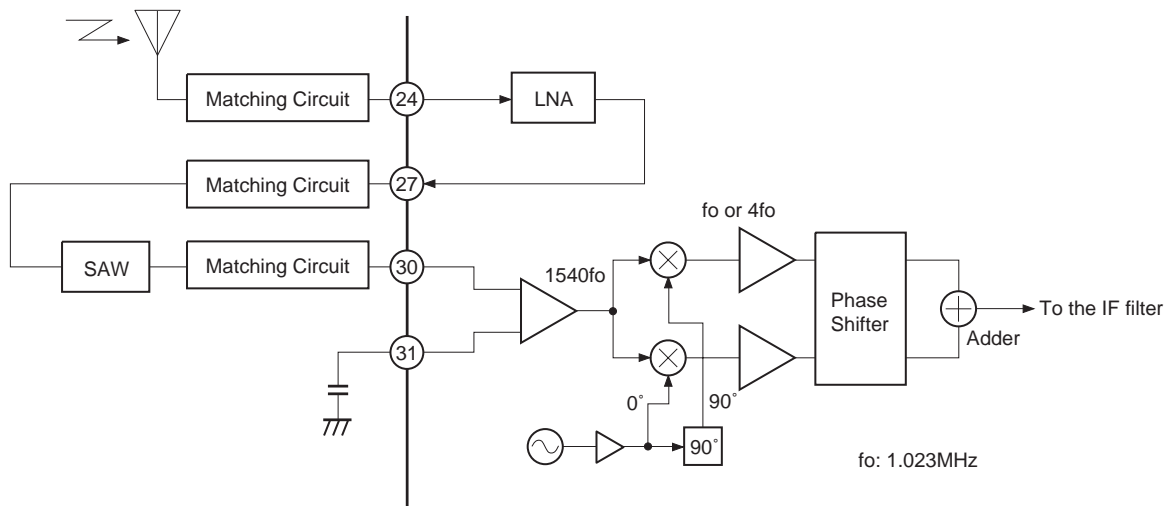 Matching Circuit
24
LNA
Matching Circuit
27
fo or 4fo
SAW
Matching Circuit
30
1540fo
Phase
Shifter
To the IF filter
Adder
31
0°
90°
90°
fo: 1.023MHz